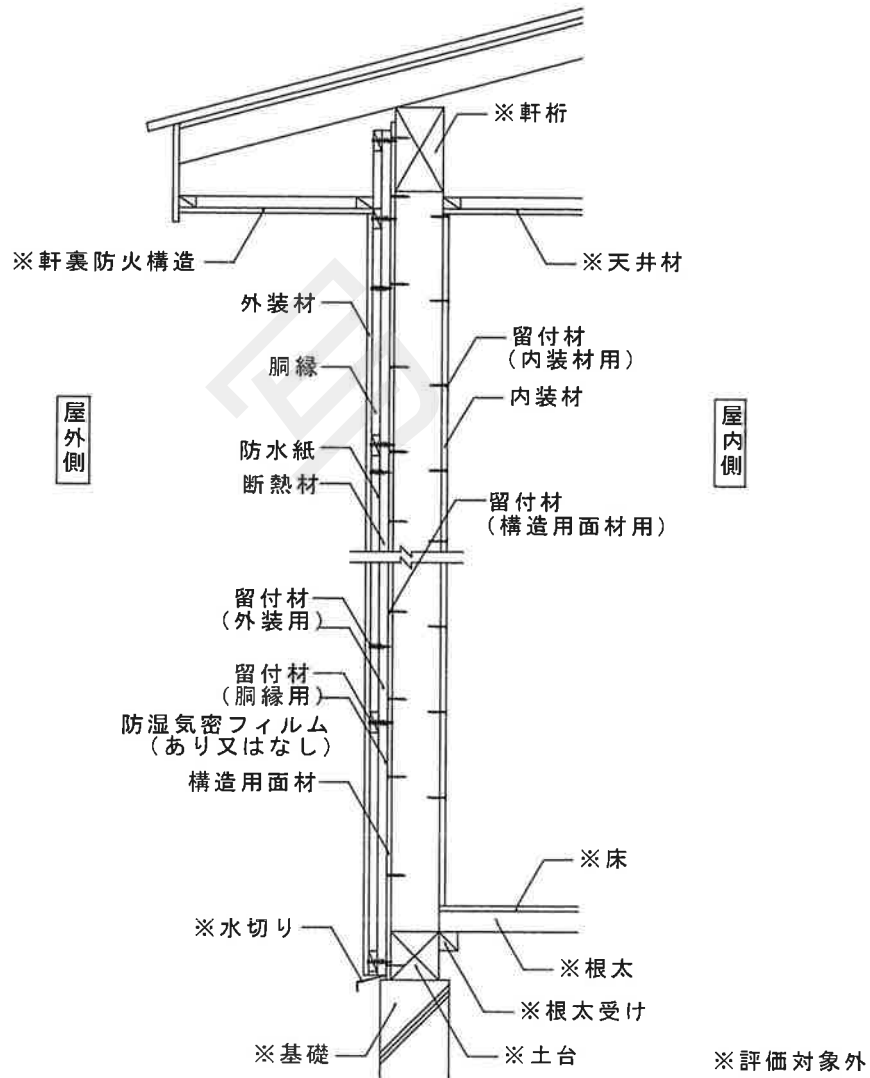 ※軒桁
※軒裏防火構造
※天井材
外装材
留付材
(内装材用)
胴縁
内装材
屋外側
屋内側
防水紙
断熱材
留付材
(構造用面材用)
留付材
(外装用)
留付材
(胴縁用)
防湿気密フィルム
(あり又はなし)
構造用面材
※床
※水切り
※根太
※根太受け
※基礎
※土台
※評価対象外
写